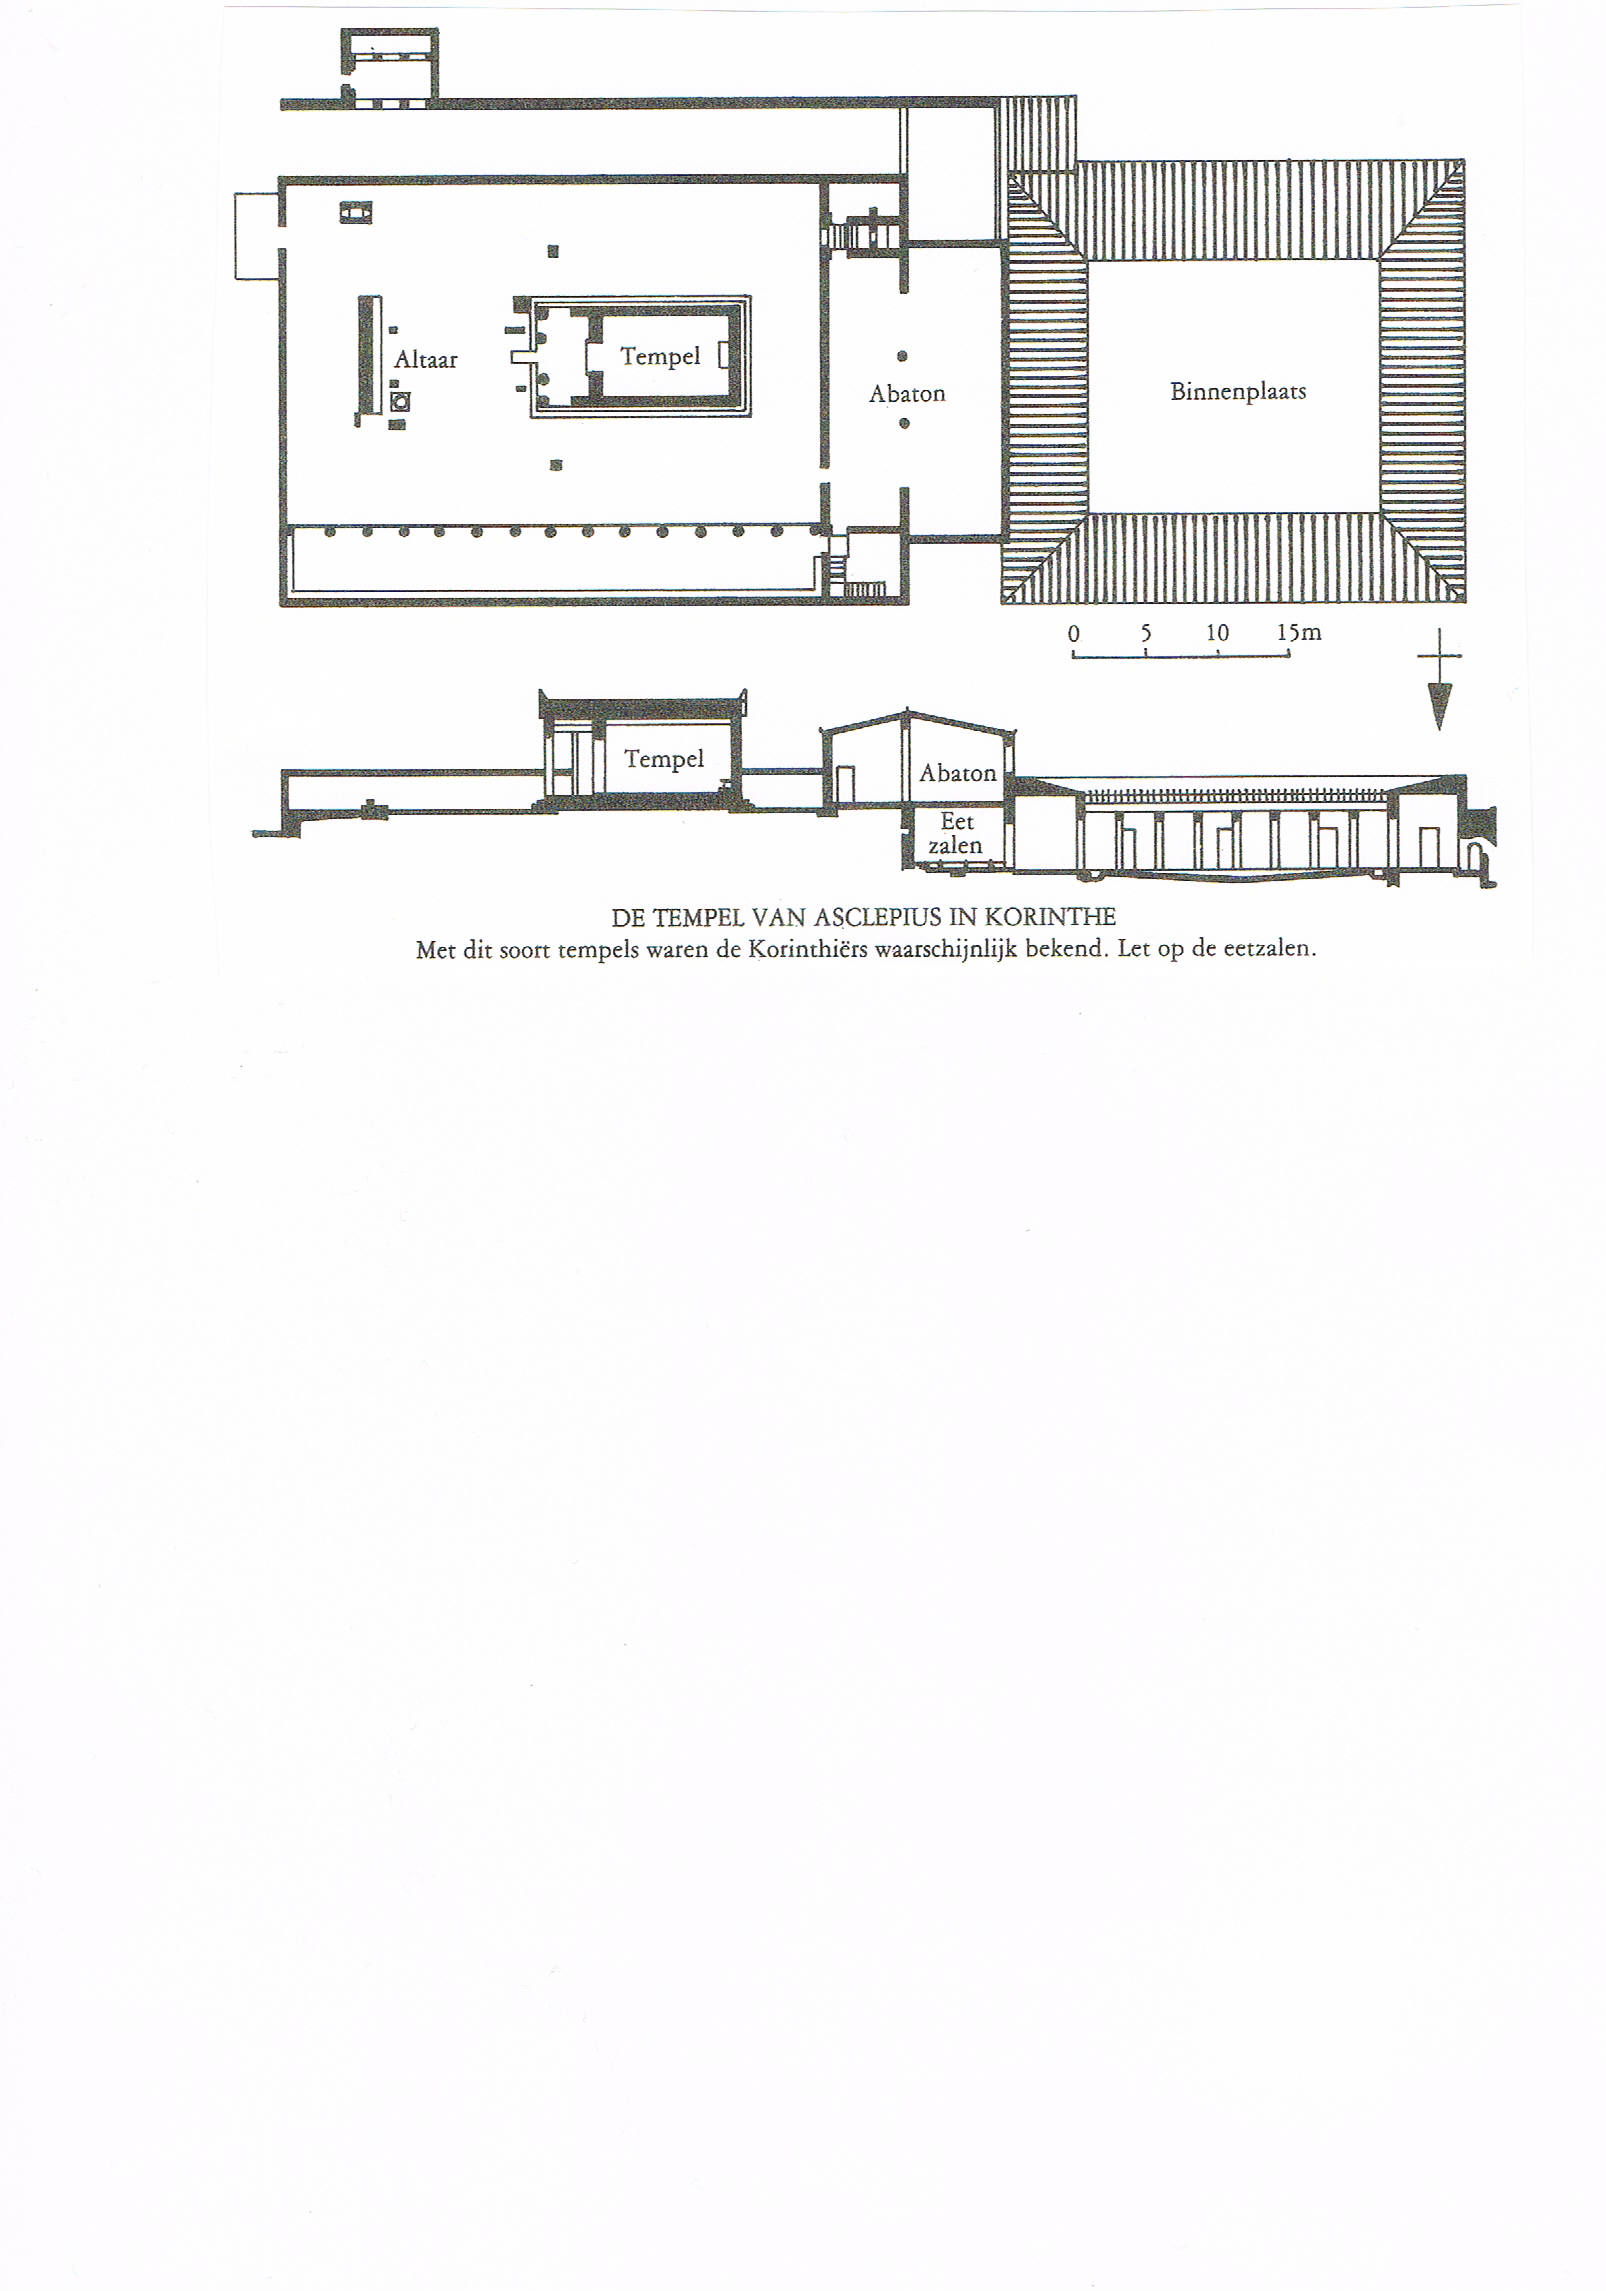 Altaar
Tempel
Abaton
Binnenplaats
0 5 10 15m
Tempel
Abaton
Eet
zalen
DE TEMPEL VAN ASCLEPIUS IN KORINTHE
Met dit soort tempels waren de Korinthiërs waarschijnlijk bekend. Let op de eetzalen.